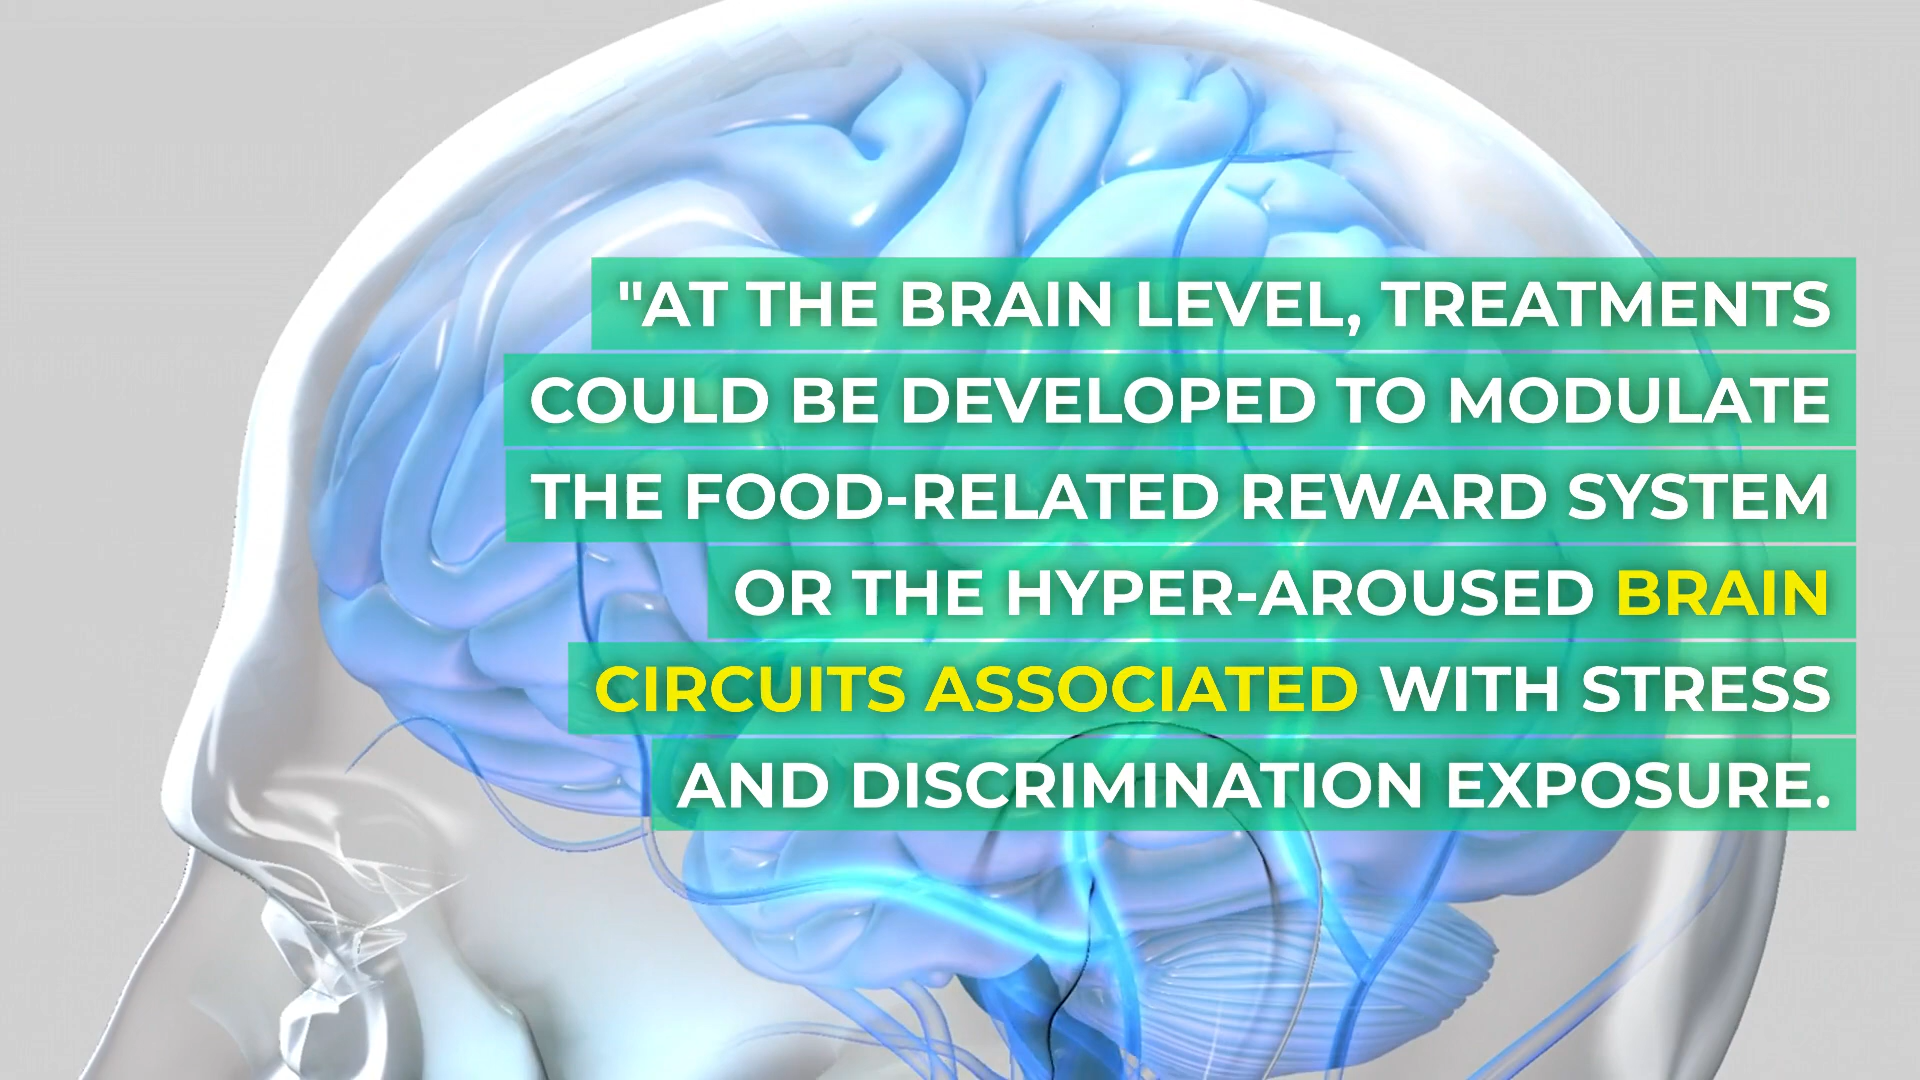 "AT THE BRAIN LEVEL, TREATMENTS
COULD BE DEVELOPED TO MODULATE
THE FOOD-RELATED REWARD SYSTEM
OR THE HYPER-AROUSED BRAIN
CIRCUITS ASSOCIATED WITH STRESS
AND DISCRIMINATION EXPOSURE.